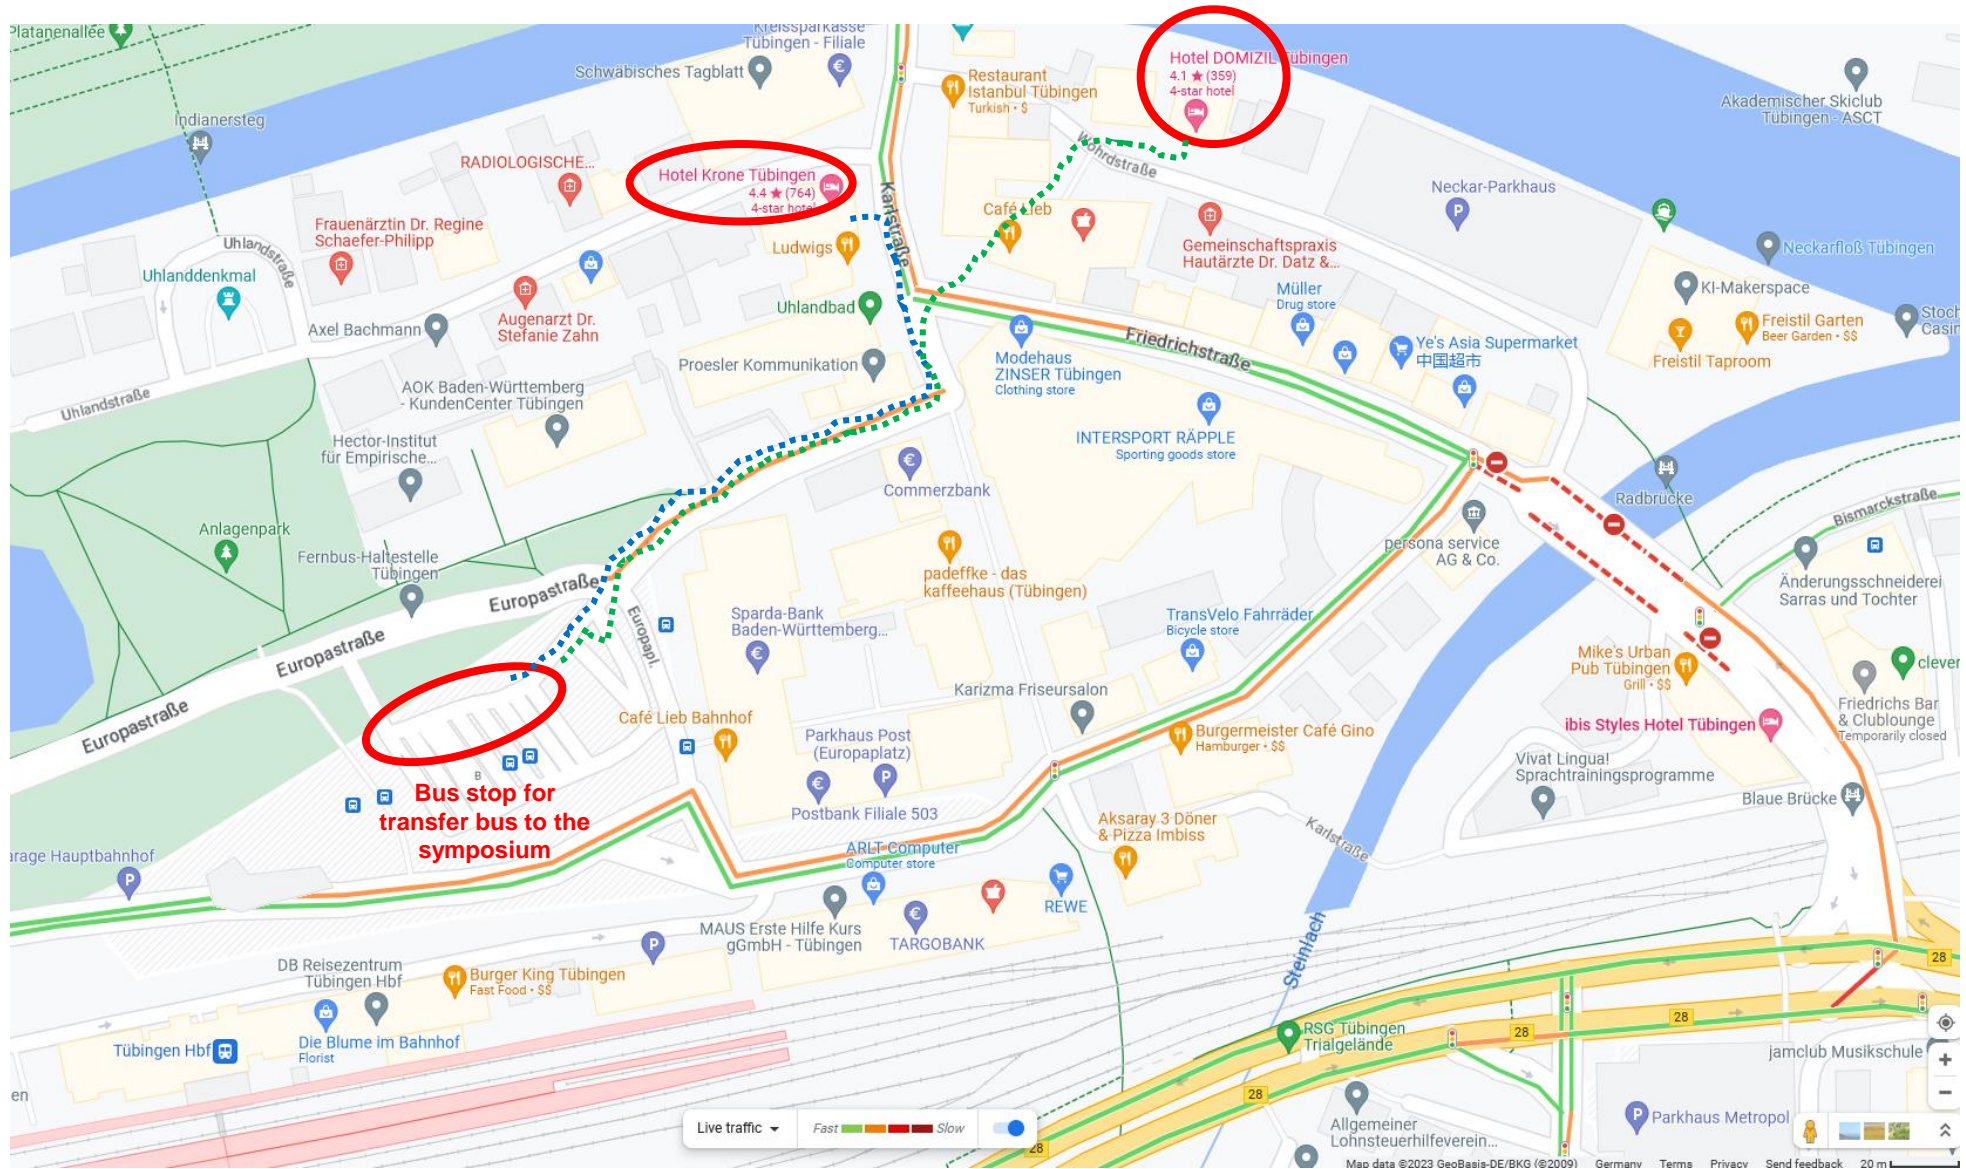 Platanenallee
Kreissparkasse
Tübingen - Filiale
Schwäbisches Tagblatt
Restaurant
Istanbul Tübingen
Turkish • $
Hotel DOMIZIL Tübingen
4.1 ★ (359)
4-star hotel
Akademischer Skiclub
Tübingen - ASCT
Indianersteg
RADIOLOGISCHE...
Hotel Krone Tübingen
4.4 ★ (764)
4-star hotel
Karlstraße
Wöhrdstraße
Neckar-Parkhaus
Café Lieb
Frauenärztin Dr. Regine
Schaefer-Philipp
Uhlandstraße
Ludwigs
Gemeinschaftspraxis
Hautärzte Dr. Datz &...
Neckarfloß Tübingen
Uhlanddenkmal
Uhlandbad
Müller
Drug store
KI-Makerspace
Axel Bachmann
Augenarzt Dr.
Stefanie Zahn
Friedrichstraße
Freistil Garten
Beer Garden • $$
Stoch
Casin
Proesler Kommunikation
Modehaus
ZINSER Tübingen
Clothing store
Ye's Asia Supermarket
中国超市
Freistil Taproom
AOK Baden-Württemberg
- KundenCenter Tübingen
Uhlandstraße
Hector-Institut
für Empirische...
INTERSPORT RÄPPLE
Sporting goods store
Commerzbank
Radbrücke
Bismarckstraße
Anlagenpark
Fernbus-Haltestelle
Tübingen
persona service
AG & Co.
padeffke - das
kaffeehaus (Tübingen)
Änderungsschneiderei
Sarras und Tochter
Europastraße
Europapl.
Sparda-Bank
Baden-Württemberg...
TransVelo Fahrräder
Bicycle store
Europastraße
Mike's Urban
Pub Tübingen
Grill • $$
clever
Europastraße
Karizma Friseursalon
Friedrichs Bar
& Clublounge
Temporarily closed
Café Lieb Bahnhof
Parkhaus Post
(Europaplatz)
Burgermeister Café Gino
Hamburger • $$
ibis Styles Hotel Tübingen
B
Vivat Lingua!
Sprachtrainingsprogramme
Bus stop for
transfer bus to the
symposium
Postbank Filiale 503
Blaue Brücke
Aksaray 3 Döner
& Pizza Imbiss
Karlstraße
arage Hauptbahnhof
ARLT Computer
Computer store
REWE
MAUS Erste Hilfe Kurs
gGmbH - Tübingen
TARGOBANK
Steinlach
DB Reisezentrum
Tübingen Hbf
Burger King Tübingen
Fast Food • $$
28
28
28
Die Blume im Bahnhof
Florist
Tübingen Hbf
RSG Tübingen
Trialgelände
jamclub Musikschule
en
28
Parkhaus Metropol
Live traffic
Fast
Slow
28
Allgemeiner
Lohnsteuerhilfeverein...
Map data ©2023 GeoBasis-DE/BKG (©2009)
Germany
Terms
Privacy
Send feedback
20 m